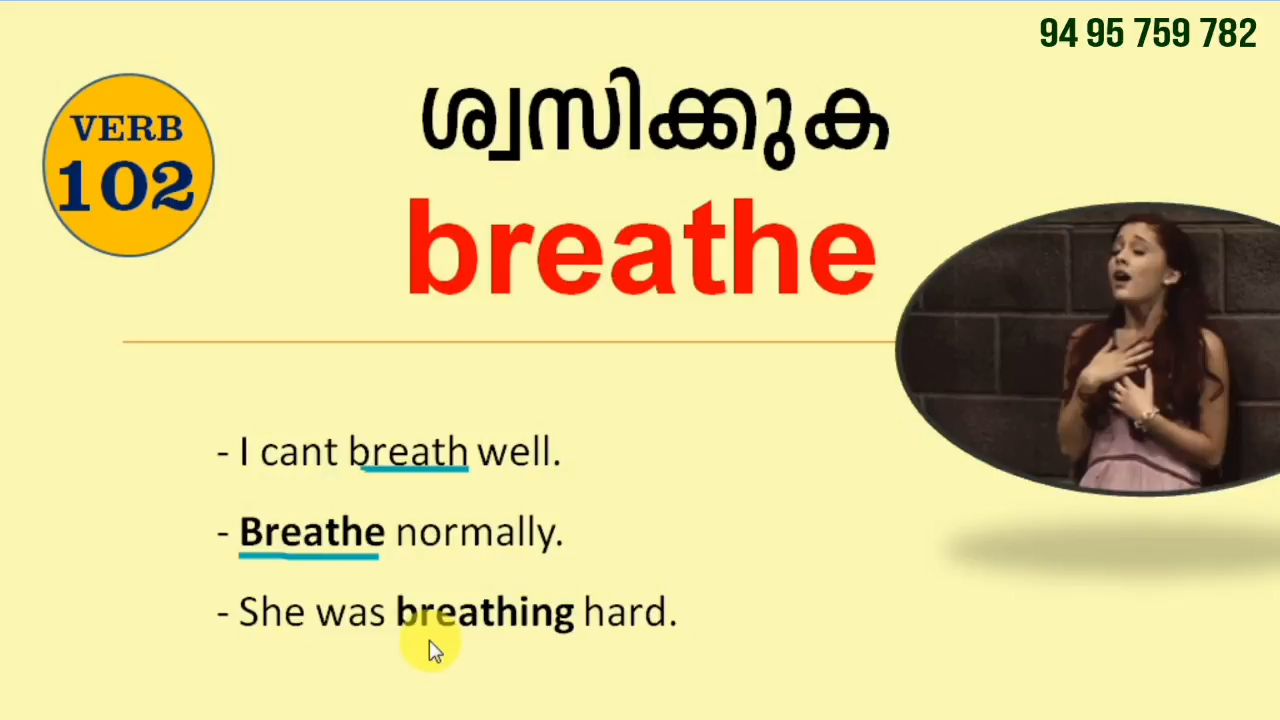 94 95 759 782
VERB
102
ശ്വസിക്കുക
breathe
- I cant breath well.
- Breathe normally.
- She was breathing hard.